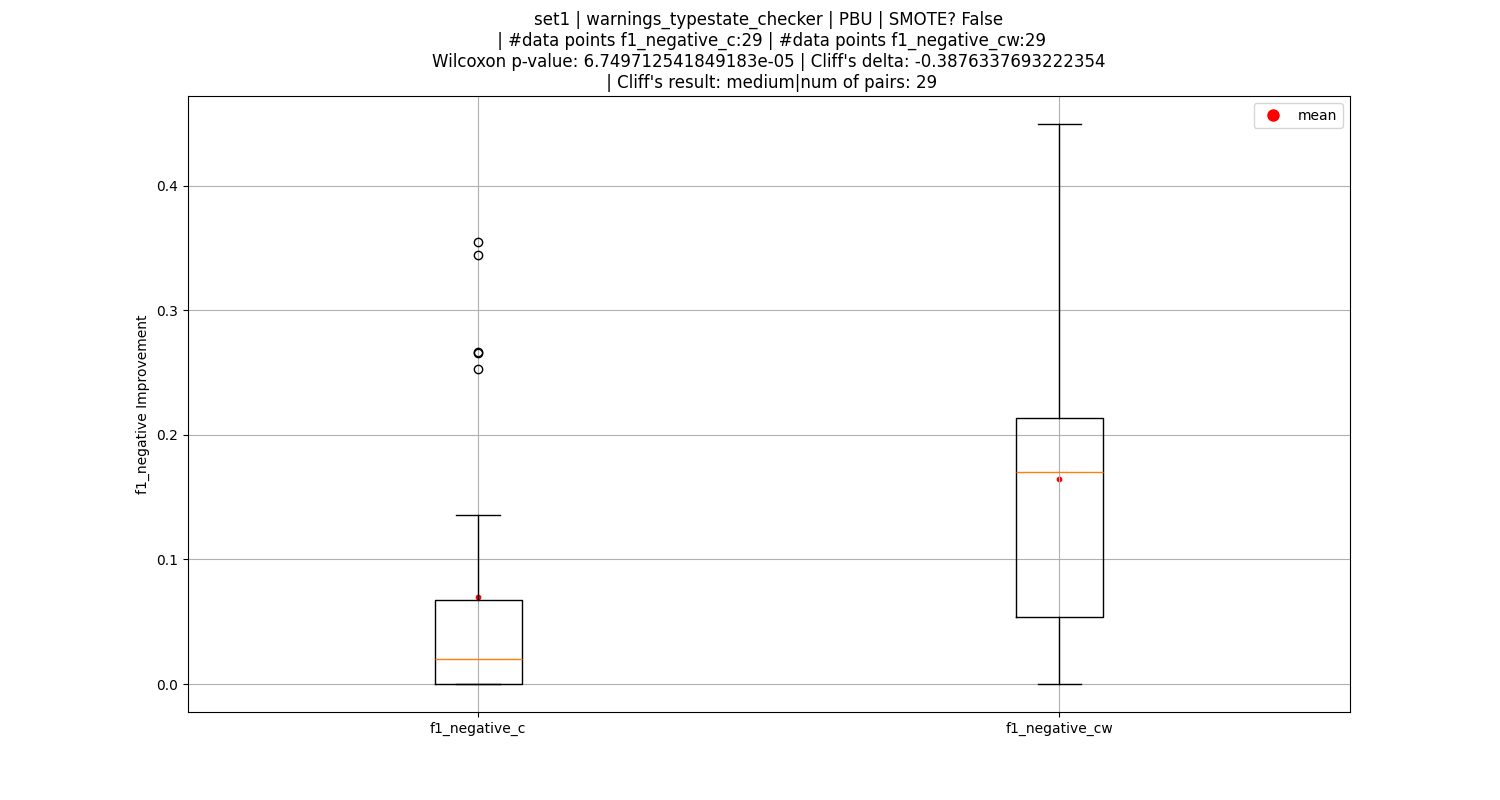 set1 | warnings_typestate_checker | PBU | SMOTE? False
| #data points f1_negative_c:29 | #data points f1_negative_cw:29
Wilcoxon p-value: 6.749712541849183e-05 | Cliff's delta: -0.3876337693222354
| Cliff's result: medium|num of pairs: 29
mean
0.4
0.3
0.2
0.1
0.0
f1_negative Improvement
f1_negative_c
f1_negative_cw